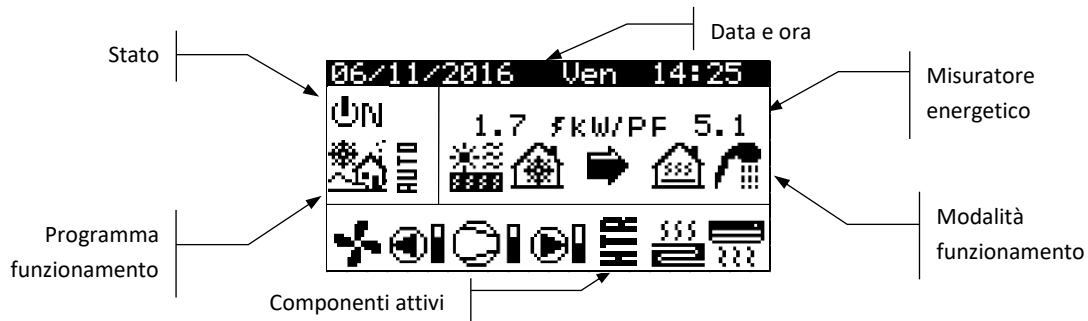 Data e ora
Stato
06/11/2016 Ven 14:25
Misuratore
energetico
ON
1.7 kW/PF 5.1
AUTO
Programma
funzionamento
Modalità
funzionamento
HTR
Componenti attivi